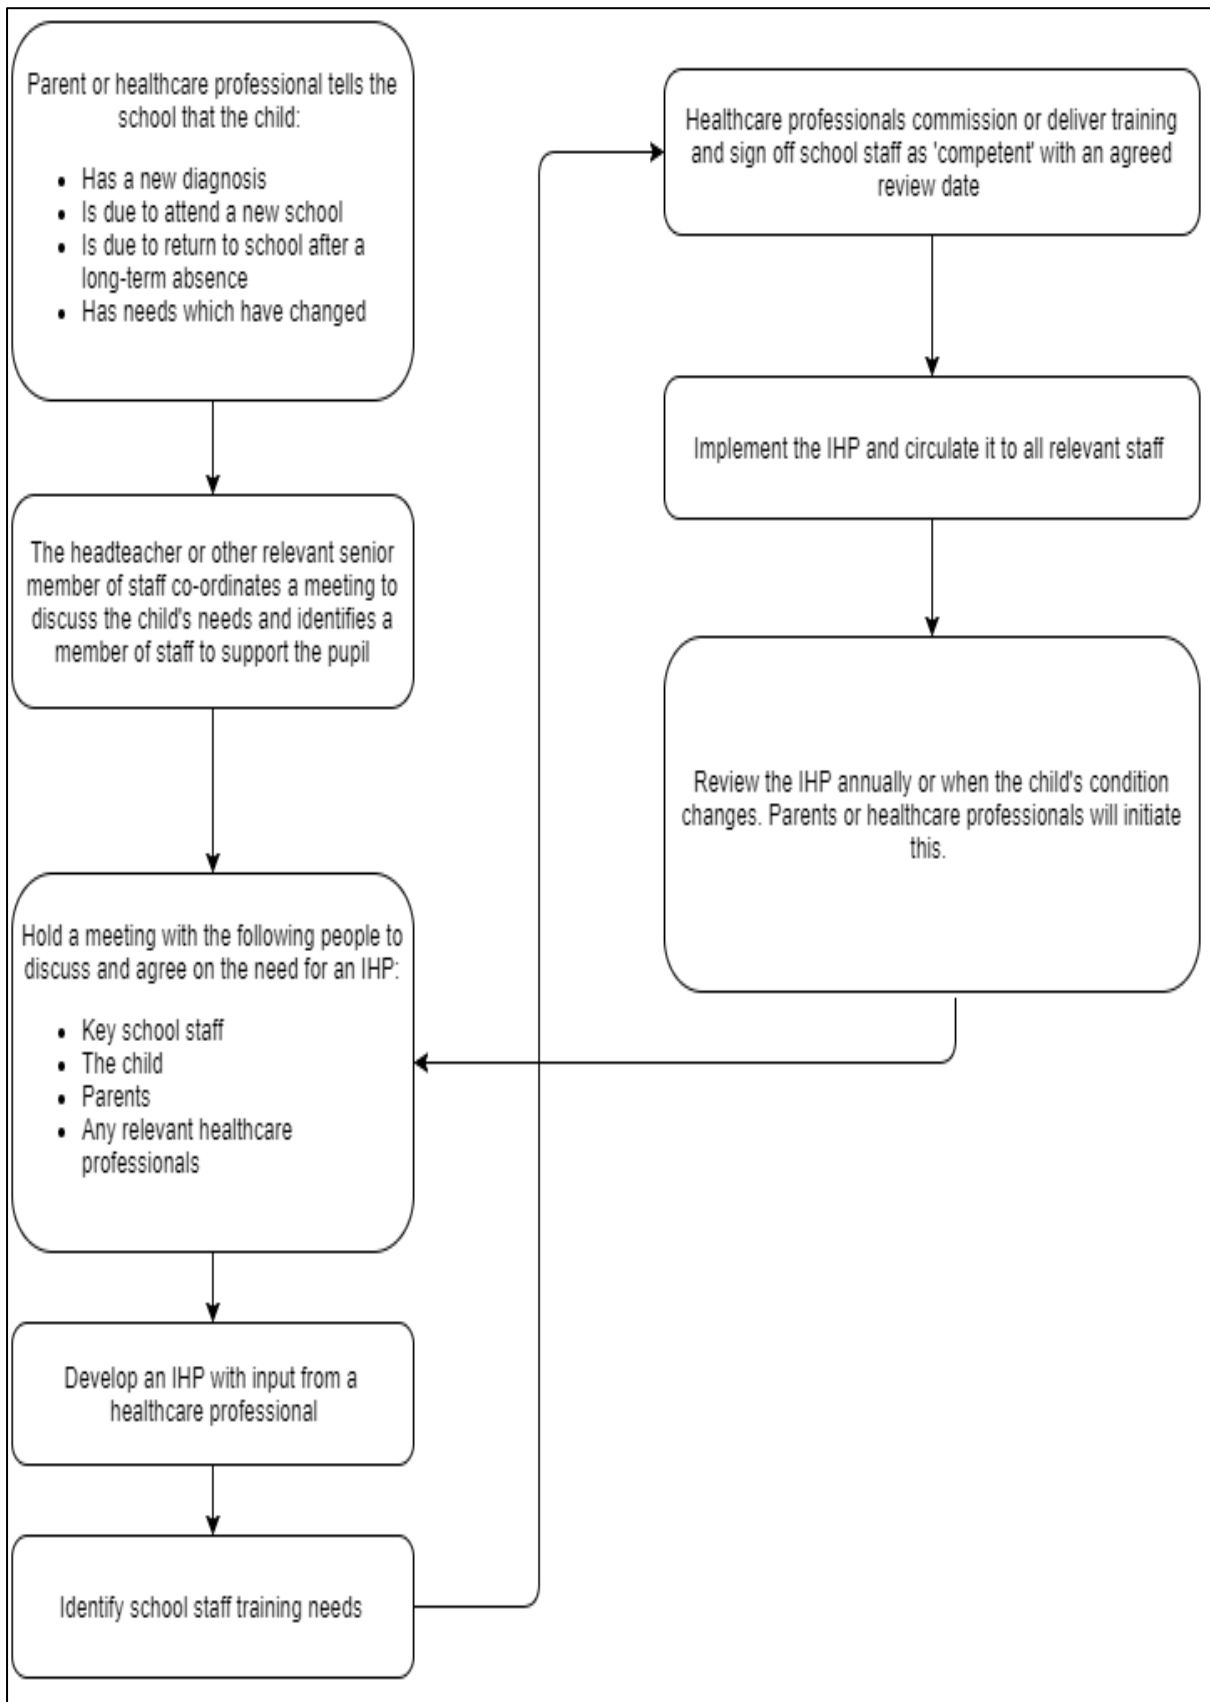 Parent or healthcare professional tells the
school that the child:
• Has a new diagnosis
• Is due to attend a new school
• Is due to return to school after a
long-term absence
• Has needs which have changed
The headteacher or other relevant senior
member of staff co-ordinates a meeting to
discuss the child's needs and identifies a
member of staff to support the pupil
Hold a meeting with the following people to
discuss and agree on the need for an IHP:
• Key school staff
• The child
• Parents
• Any relevant healthcare
professionals
Develop an IHP with input from a
healthcare professional
Identify school staff training needs
Healthcare professionals commission or deliver training
and sign off school staff as 'competent' with an agreed
review date
Implement the IHP and circulate it to all relevant staff
Review the IHP annually or when the child's condition
changes. Parents or healthcare professionals will initiate
this.